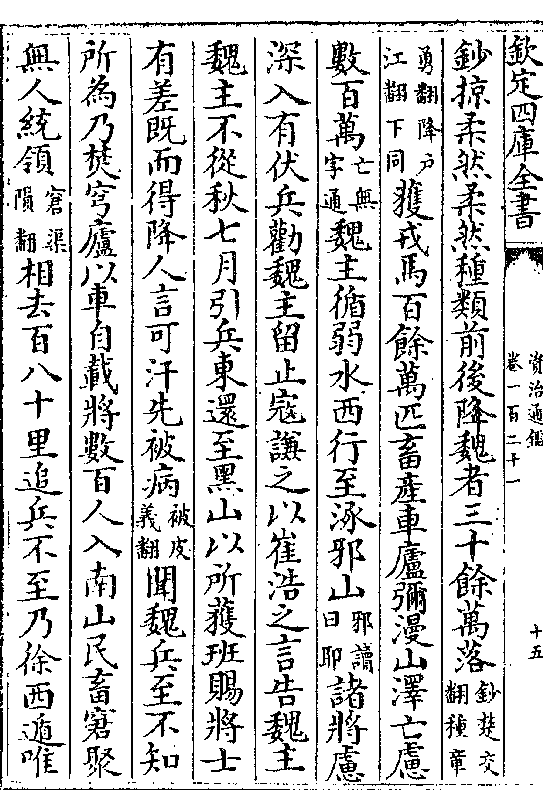 欽定四庫全書
資治通鑑
卷一百二十一
十五
鈔掠柔然柔然種類前後降魏者三十餘萬落鈔楚交翻種章
勇翻降户江翻下同獲戎馬百餘萬匹畜産車廬彌漫山澤亡慮
數百萬亡無字通魏主循弱水西行至涿邪山邪讀曰耶諸將慮
深入有伏兵勸魏主留止寇謙之以崔浩之言告魏主
魏主不從秋七月引兵東還至黑山以所獲班賜將士
有差既而得降人言可汗先被病被皮義翻聞魏兵至不知
所為乃焚穹廬以車自載將數百人入南山民畜窘聚
無人統領窘渠隕翻相去百八十里追兵不至乃徐西遁唯